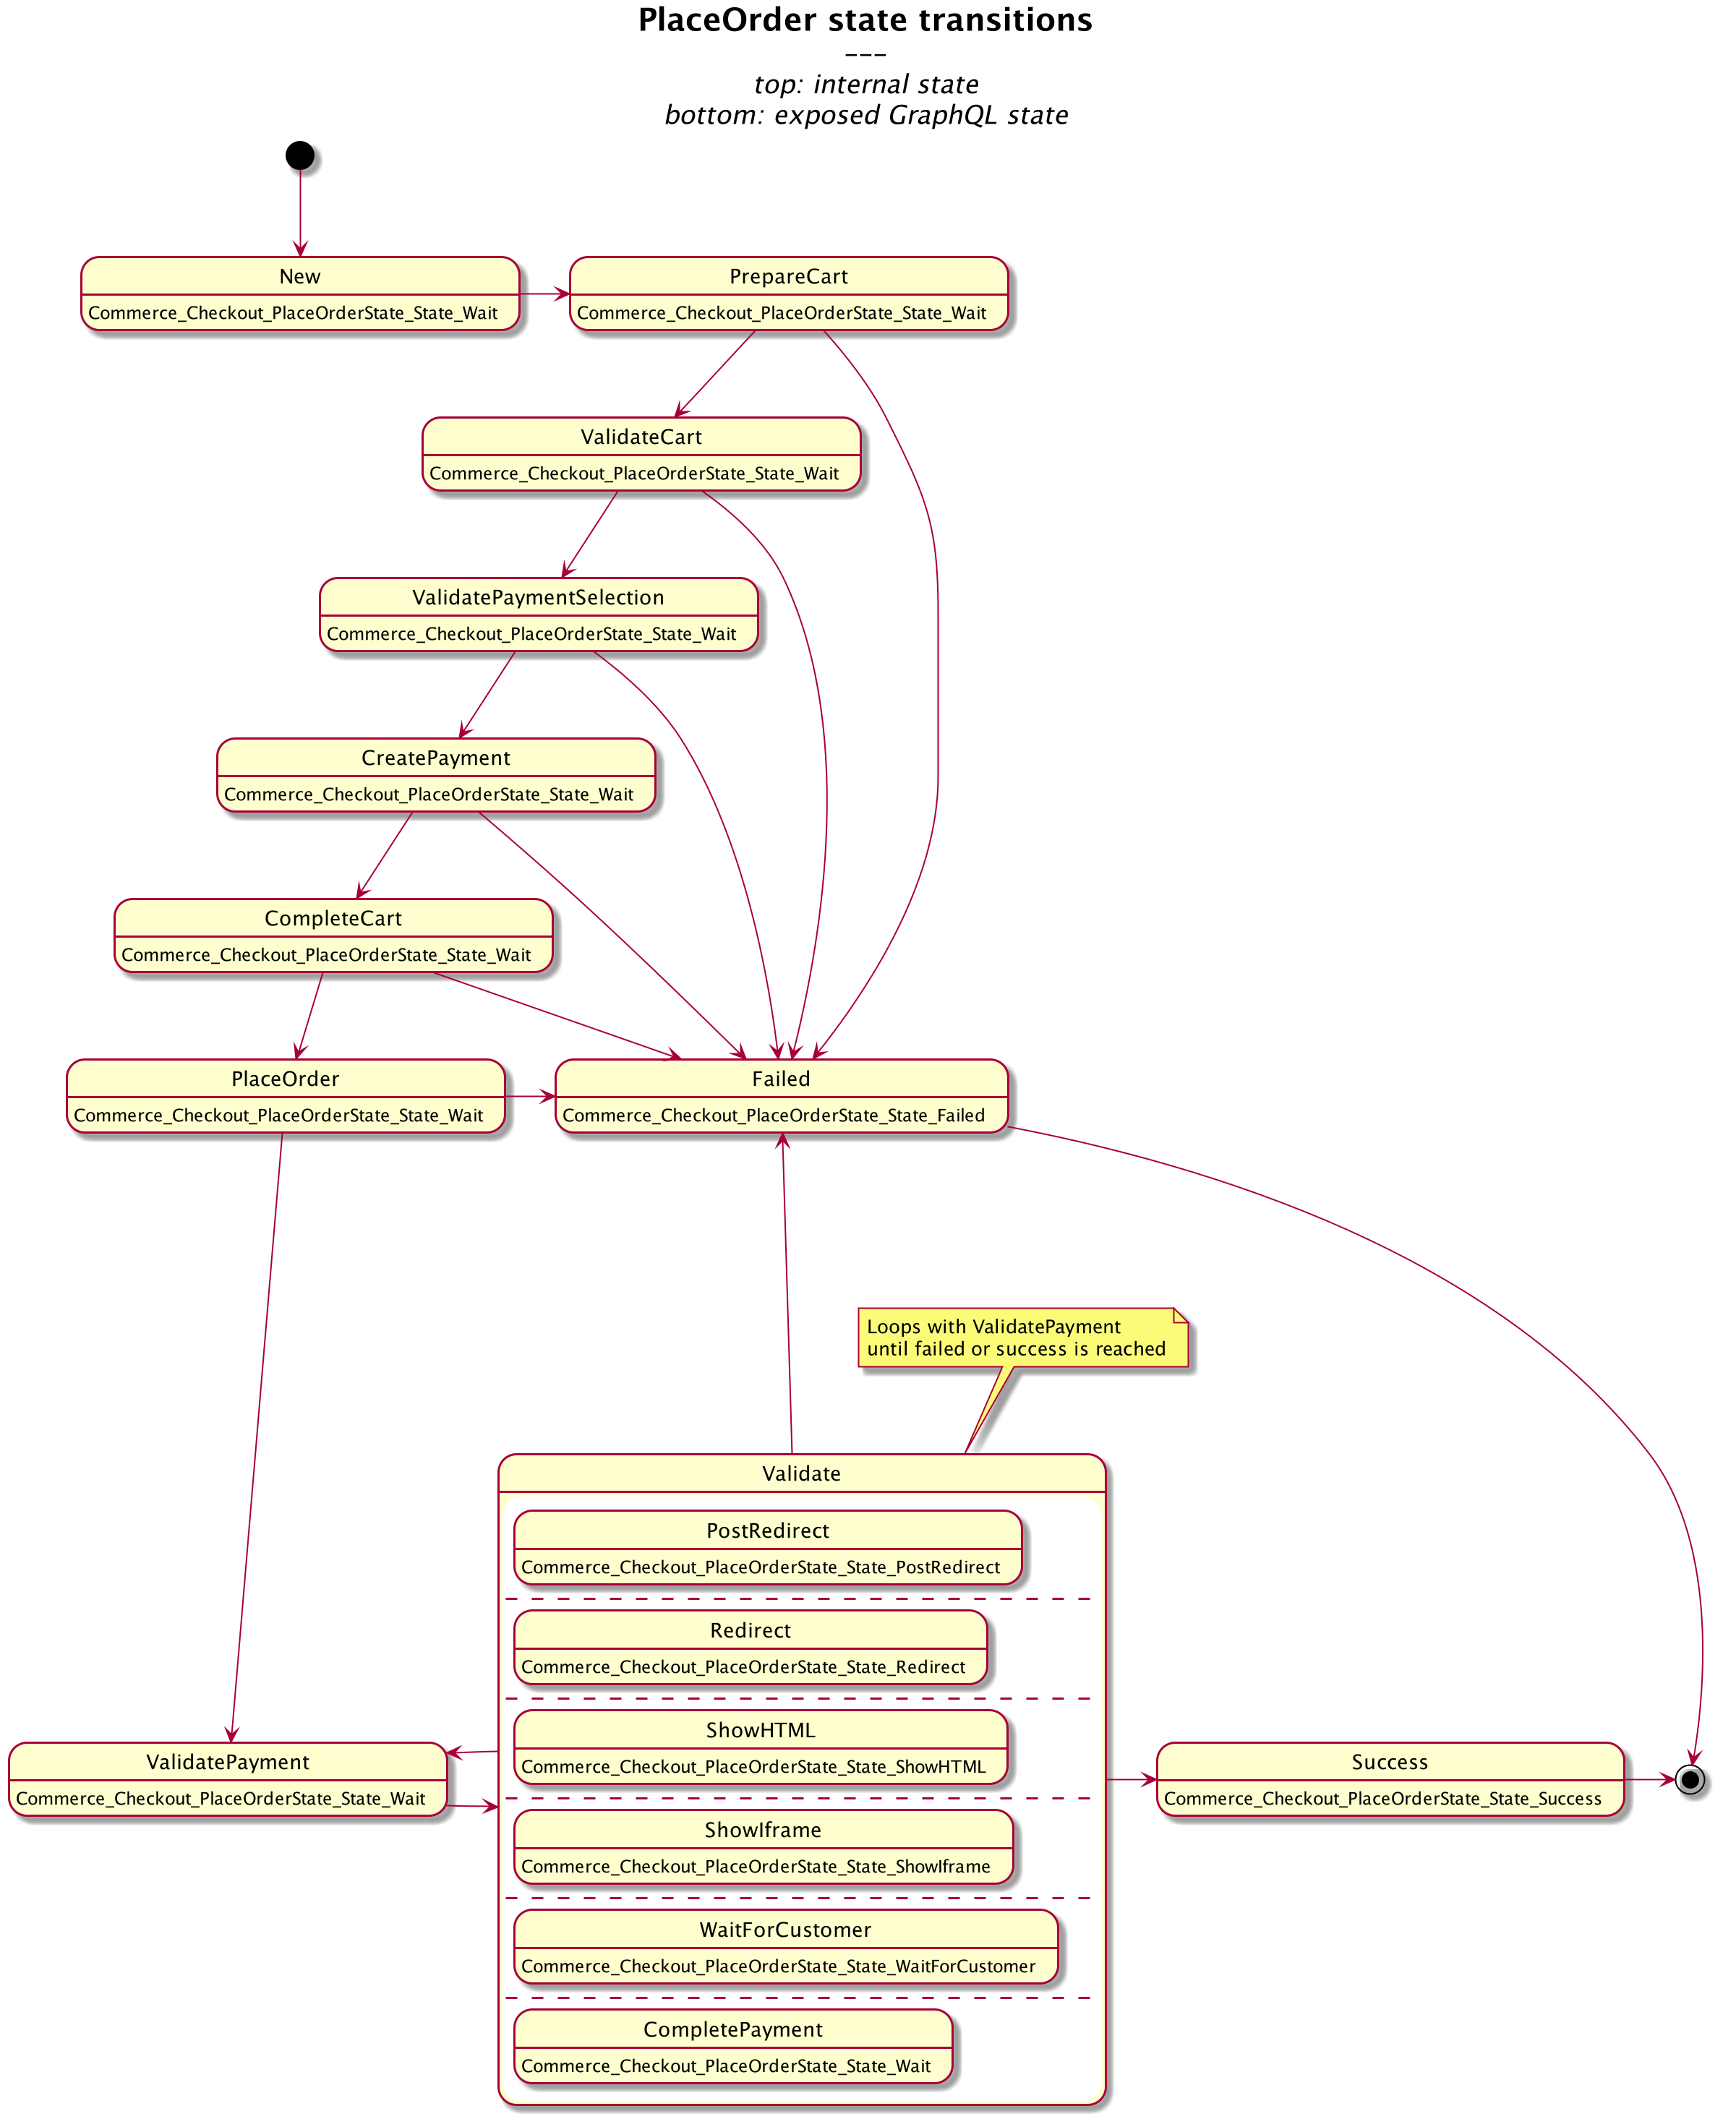 PlaceOrder state transitions
---
top: internal state
bottom: exposed GraphQL state
New
Commerce_Checkout_PlaceOrderState_State_Wait
PrepareCart
Commerce_Checkout_PlaceOrderState_State_Wait
ValidateCart
Commerce_Checkout_PlaceOrderState_State_Wait
ValidatePaymentSelection
Commerce_Checkout_PlaceOrderState_State_Wait
CreatePayment
Commerce_Checkout_PlaceOrderState_State_Wait
CompleteCart
Commerce_Checkout_PlaceOrderState_State_Wait
PlaceOrder
Commerce_Checkout_PlaceOrderState_State_Wait
Failed
Commerce_Checkout_PlaceOrderState_State_Failed
Loops with ValidatePayment
until failed or success is reached
Validate
PostRedirect
Commerce_Checkout_PlaceOrderState_State_PostRedirect
Redirect
Commerce_Checkout_PlaceOrderState_State_Redirect
ShowHTML
Commerce_Checkout_PlaceOrderState_State_ShowHTML
ShowIframe
Commerce_Checkout_PlaceOrderState_State_ShowIframe
WaitForCustomer
Commerce_Checkout_PlaceOrderState_State_WaitForCustomer
CompletePayment
Commerce_Checkout_PlaceOrderState_State_Wait
ValidatePayment
Commerce_Checkout_PlaceOrderState_State_Wait
Success
Commerce_Checkout_PlaceOrderState_State_Success